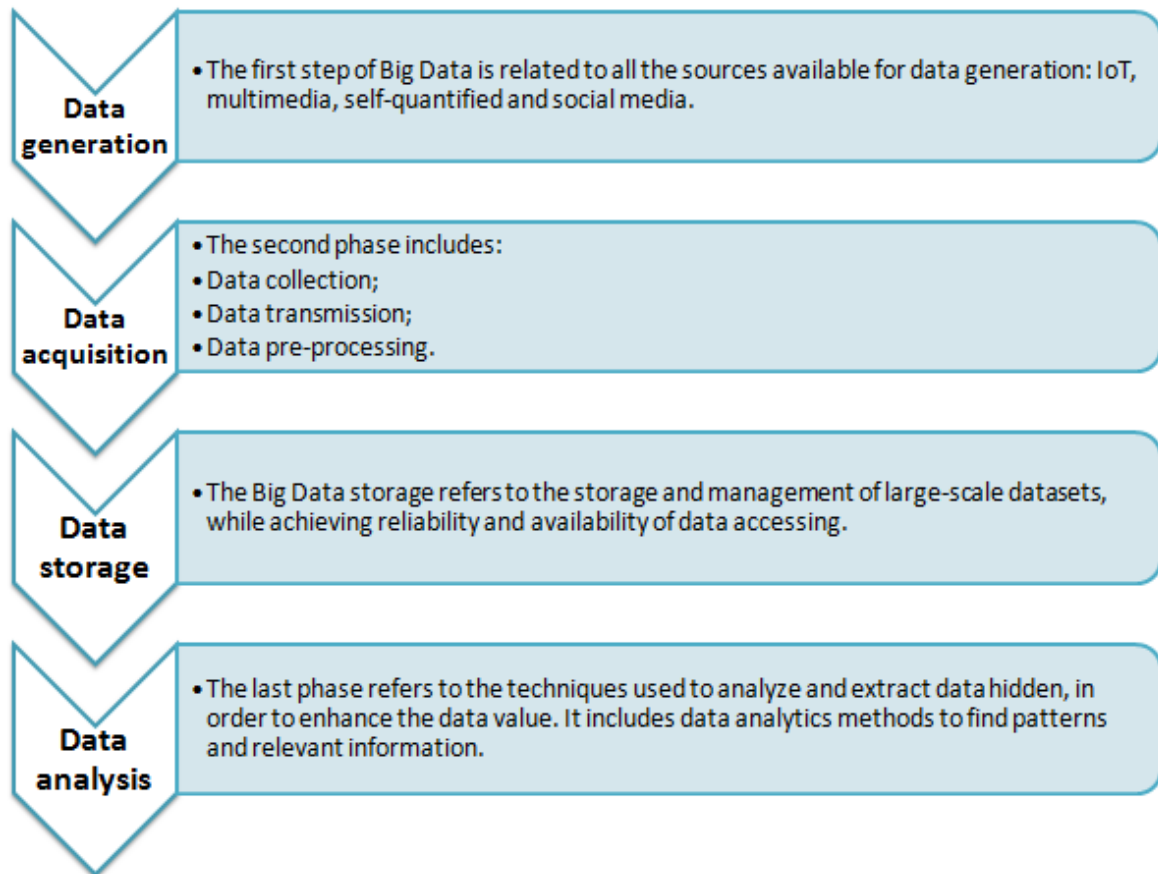 Data
generation
• The first step of Big Data is related to all the sources available for data generation: IoT,
multimedia, self-quantified and social media.
Data
acquisition
• The second phase includes:
• Data collection;
• Data transmission;
• Data pre-processing.
Data
storage
• The Big Data storage refers to the storage and management of large-scale datasets,
while achieving reliability and availability of data accessing.
Data
analysis
• The last phase refers to the techniques used to analyze and extract data hidden, in
order to enhance the data value. It includes data analytics methods to find patterns
and relevant information.